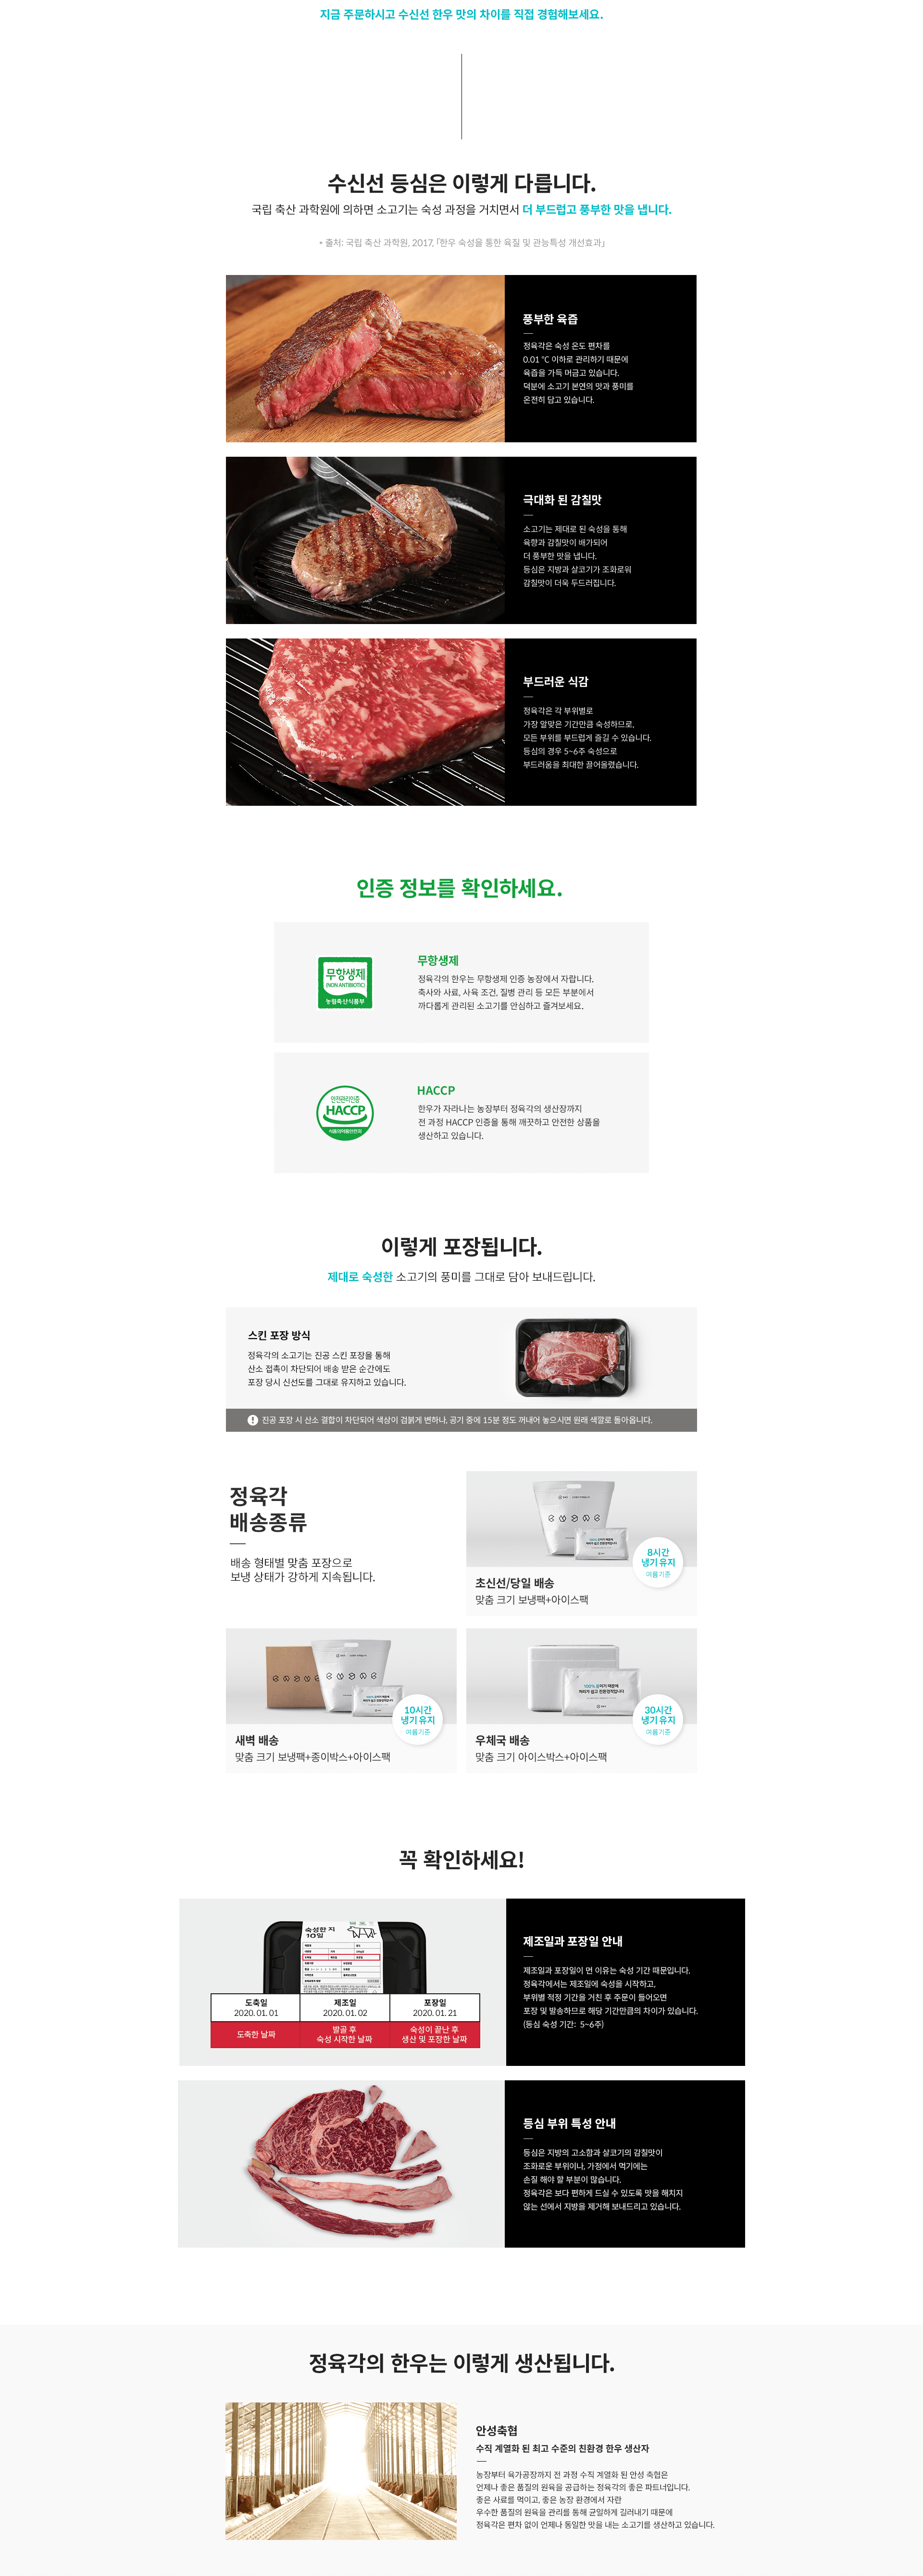 지금 주문하시고 수신선 한우 맛의 차이를 직접 경험해보세요.
수신선 등심은 이렇게 다릅니다.
국립 축산 과학원에 의하면 소고기는 숙성 과정을 거치면서 더 부드럽고 풍부한 맛을 냅니다.
* 출처: 국립 축산 과학원, 2017, 「한우 숙성을 통한 육질 및 관능특성 개선효과」
풍부한 육즙
정육각은 숙성 온도 편차를
0.01 °C 이하로 관리하기 때문에
육즙을 가득 머금고 있습니다.
덕분에 소고기 본연의 맛과 풍미를
온전히 담고 있습니다.
극대화 된 감칠맛
소고기는 제대로 된 숙성을 통해
육향과 감칠맛이 배가되어
더 풍부한 맛을 냅니다.
등심은 지방과 살코기가 조화로워
감칠맛이 더욱 두드러집니다.
부드러운 식감
정육각은 각 부위별로
가장 알맞은 기간만큼 숙성하므로,
모든 부위를 부드럽게 즐길 수 있습니다.
등심의 경우 5~6주 숙성으로
부드러움을 최대한 끌어올렸습니다.
인증 정보를 확인하세요.
무항생제
(NON ANTIBIOTIC)
농림축산식품부
무항생제
정육각의 한우는 무항생제 인증 농장에서 자랍니다.
축사와 사료, 사육 조건, 질병 관리 등 모든 부분에서
까다롭게 관리된 소고기를 안심하고 즐겨보세요.
안전관리인증
HACCP
식품의약품안전처
HACCP
한우가 자라나는 농장부터 정육각의 생산장까지
전 과정 HACCP 인증을 통해 깨끗하고 안전한 상품을
생산하고 있습니다.
이렇게 포장됩니다.
제대로 숙성한 소고기의 풍미를 그대로 담아 보내드립니다.
스킨 포장 방식
정육각의 소고기는 진공 스킨 포장을 통해
산소 접촉이 차단되어 배송 받은 순간에도
포장 당시 신선도를 그대로 유지하고 있습니다.
! 진공 포장 시 산소 결합이 차단되어 색상이 검붉게 변하나, 공기 중에 15분 정도 꺼내어 놓으시면 원래 색깔로 돌아옵니다.
정육각
배송종류
배송 형태별 맞춤 포장으로
보냉 상태가 강하게 지속됩니다.
8시간
냉기유지
여름기준
초신선/당일 배송
맞춤 크기 보냉팩+아이스팩
10시간
냉기유지
여름기준
새벽 배송
맞춤 크기 보냉팩+종이박스+아이스팩
30시간
냉기유지
여름기준
우체국 배송
맞춤 크기 아이스박스+아이스팩
꼭 확인하세요!
숙성한 지
10일
도축일
2020. 01. 01
제조일
2020. 01. 02
포장일
2020. 01. 21
도축한 날짜
발골 후
숙성 시작한 날짜
숙성이 끝난 후
생산 및 포장한 날짜
제조일과 포장일 안내
제조일과 포장일이 먼 이유는 숙성 기간 때문입니다.
정육각에서는 제조일에 숙성을 시작하고,
부위별 적정 기간을 거친 후 주문이 들어오면
포장 및 발송하므로 해당 기간만큼의 차이가 있습니다.
(등심 숙성 기간: 5~6주)
등심 부위 특성 안내
등심은 지방의 고소함과 살코기의 감칠맛이
조화로운 부위이나, 가정에서 먹기에는
손질 해야 할 부분이 많습니다.
정육각은 보다 편하게 드실 수 있도록 맛을 해치지
않는 선에서 지방을 제거해 보내드리고 있습니다.
정육각의 한우는 이렇게 생산됩니다.
안성축협
수직 계열화 된 최고 수준의 친환경 한우 생산자
농장부터 육가공장까지 전 과정 수직 계열화 된 안성 축협은
언제나 좋은 품질의 원육을 공급하는 정육각의 좋은 파트너입니다.
좋은 사료를 먹이고, 좋은 농장 환경에서 자란
우수한 품질의 원육을 관리를 통해 균일하게 길러내기 때문에
정육각은 편차 없이 언제나 동일한 맛을 내는 소고기를 생산하고 있습니다.